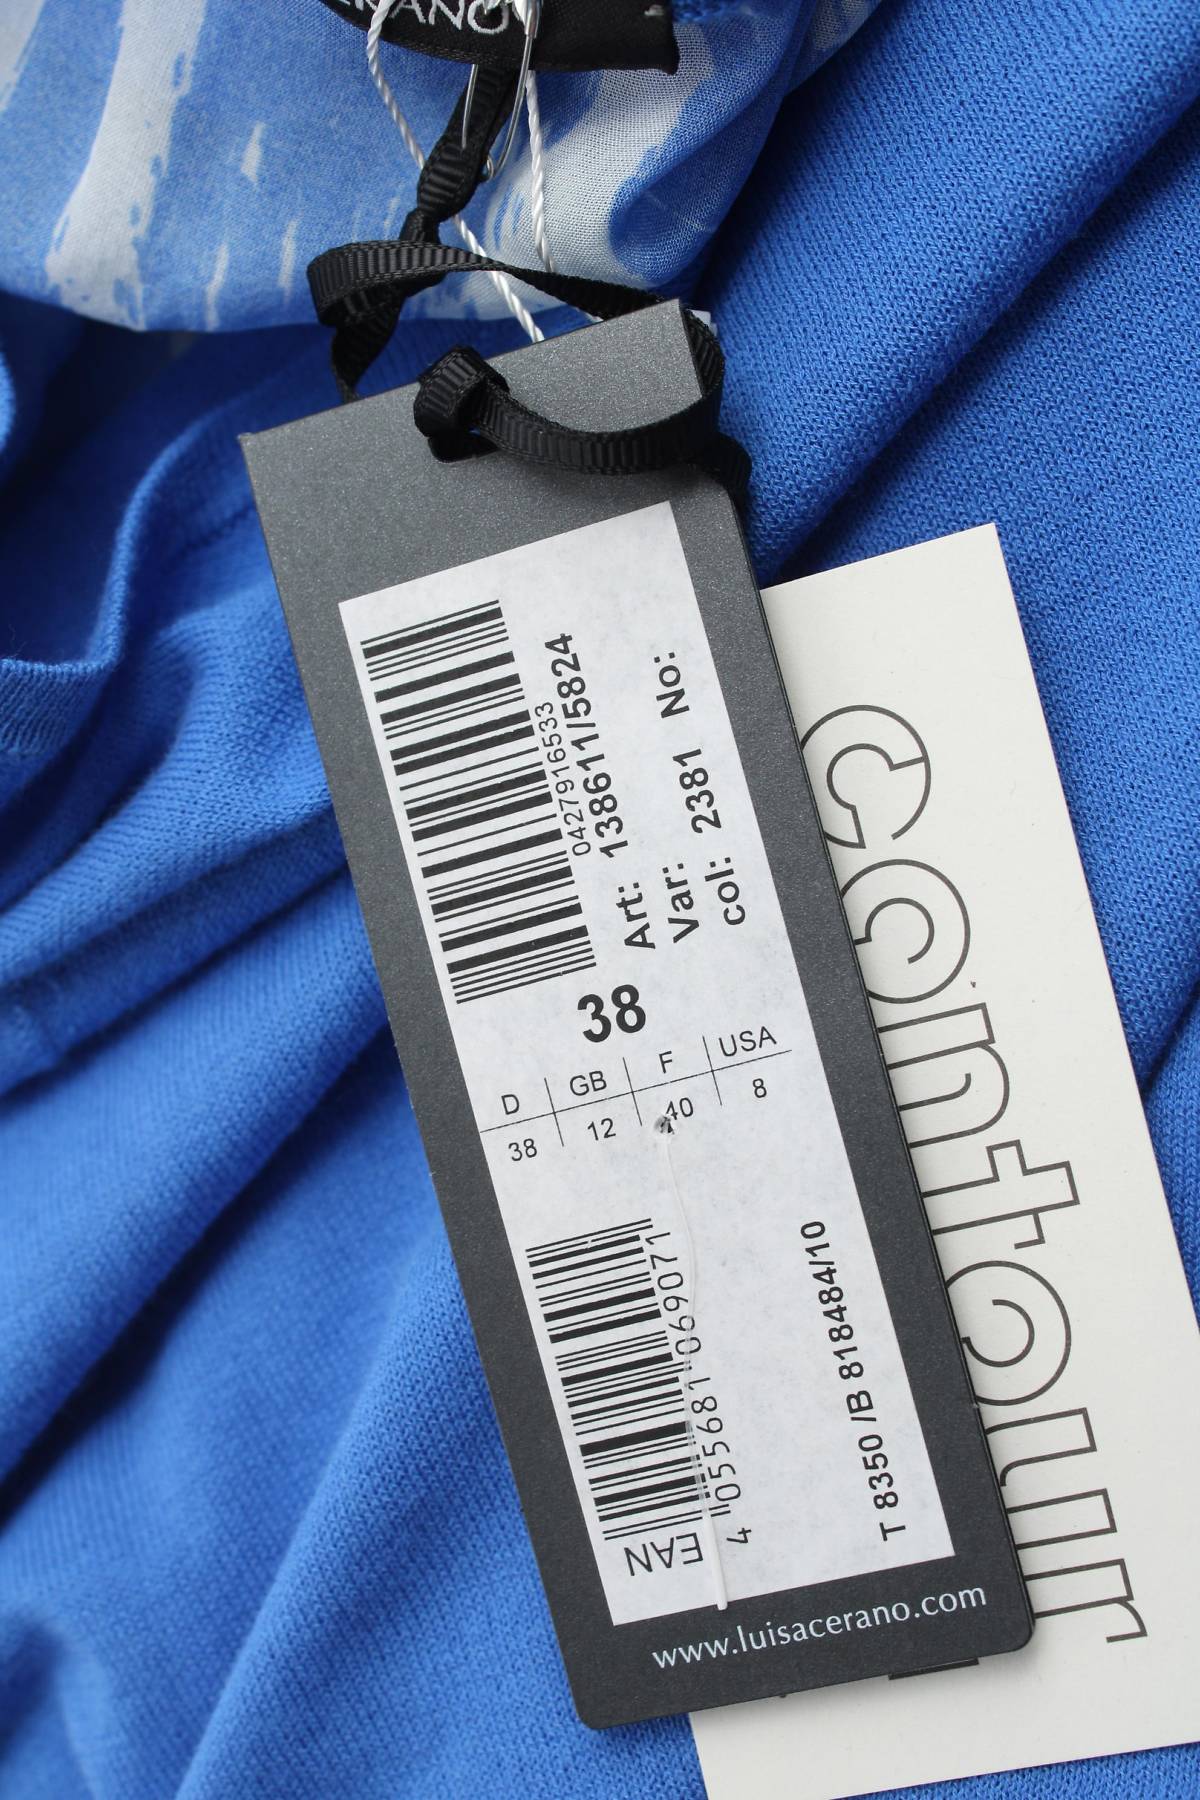 CERANO
0427916533
Art: 138611/5824
Var:
col: 2381 No:
38
D GB F USA
38 12 40 8
EAN
4 055681 069071
T 8350 /B 818484/10
www.luisacerano.com
contour